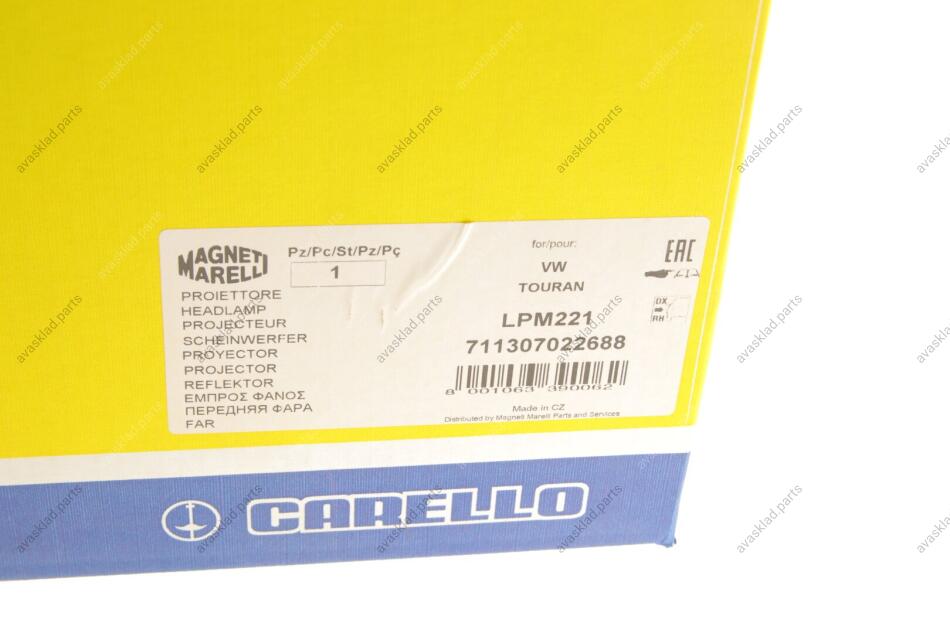 MAGNETI
MARELLI
Pz/Pc/St/Pz/Pç
1
for/pour:
VW
TOURAN
EAC
DX
RH
PROIETTORE
HEADLAMP
PROJECTEUR
SCHEINWERFER
PROYECTOR
PROJECTOR
REFLEKTOR
ΕΜΠΡΟΣ ΦΑΝΟΣ
ПЕРЕДНЯЯ ФАРА
FAR
LPM221
711307022688
8 001063 390062
Made in CZ
Distributed by Magneti Marelli Parts and Services
CARELLO
avasklad.parts